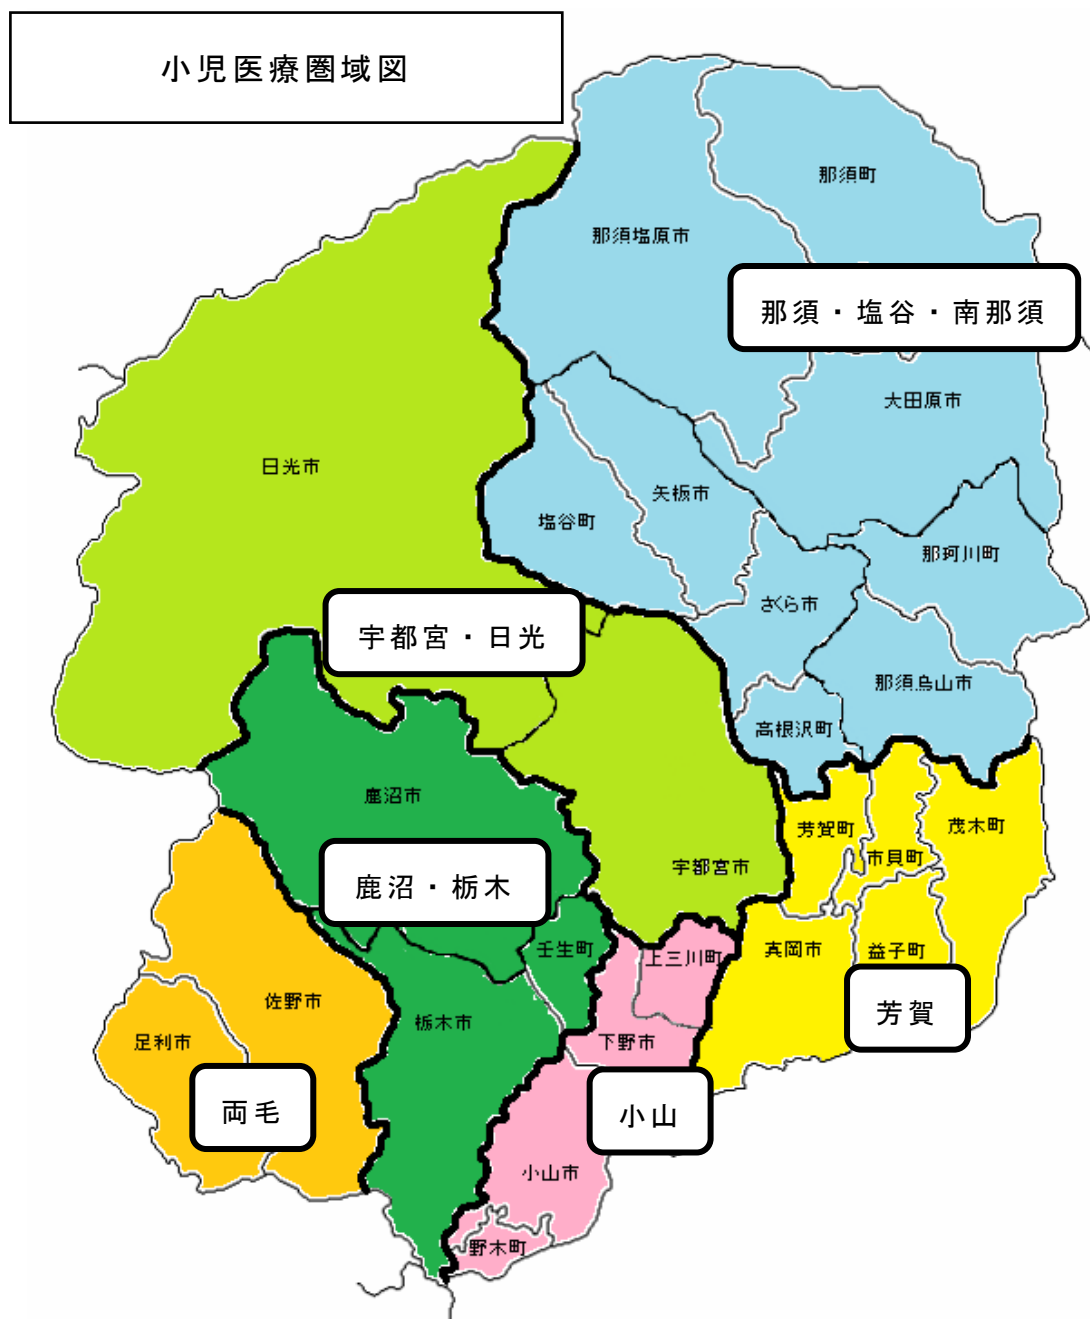 小児医療圏域図
那須町
那須塩原市
那須・塩谷・南那須
大田原市
日光市
矢板市
塩谷町
那珂川町
さくら市
宇都宮・日光
那須烏山市
高根沢町
鹿沼市
芳賀町
茂木町
市貝町
宇都宮市
鹿沼・栃木
壬生町
上三川町
真岡市
益子町
佐野市
芳賀
栃木市
足利市
下野市
両毛
小山
小山市
野木町